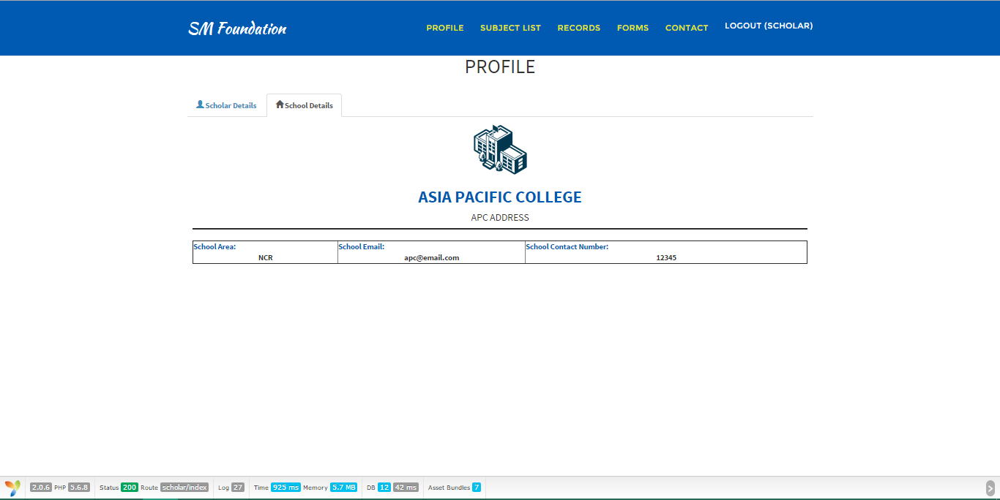 SM Foundation
PROFILE SUBJECT LIST RECORDS FORMS CONTACT LOGOUT (SCHOLAR)
PROFILE
Scholar Details School Details
ASIA PACIFIC COLLEGE
APC ADDRESS
School Area: School Email: School Contact Number:
NCR apc@email.com 12345
2.0.6 PHP 5.6.8 Status 200 Route scholar/index Log 27 Time 925 ms Memory 5.7 MB DB 12 42 ms Asset Bundles 7